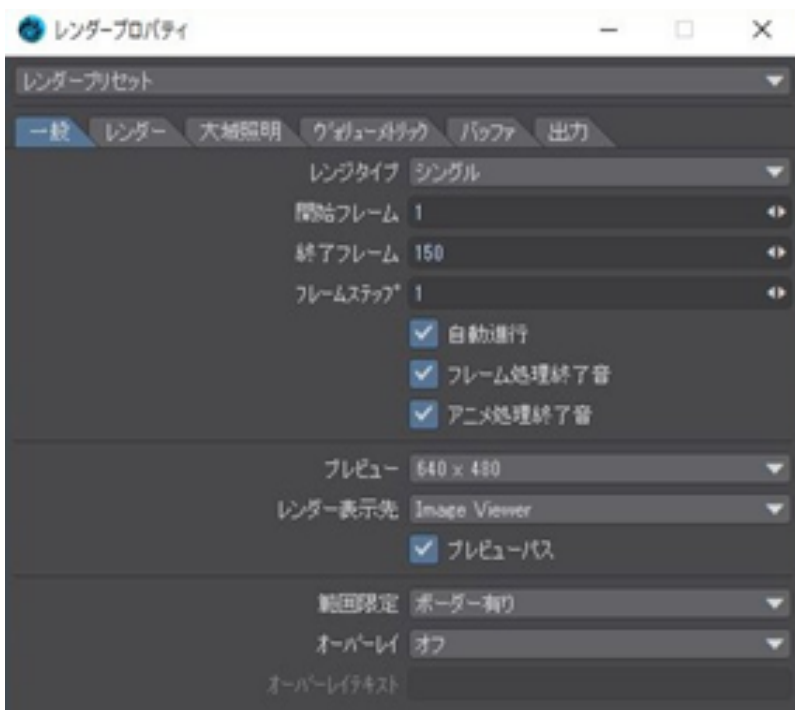 レンダープロパティ
レンダープリセット
一般 レンダー 大域照明 ヴォリューメトリック バッファ 出力
レンジタイプ シングル
開始フレーム 1
終了フレーム 150
フレームステップ 1
自動進行
フレーム処理終了音
アニメ処理終了音
プレビュー 640 x 480
レンダー表示先 Image Viewer
プレビューパス
範囲限定 ボーダー有り
オーバーレイ オフ
オーバーレイテキスト